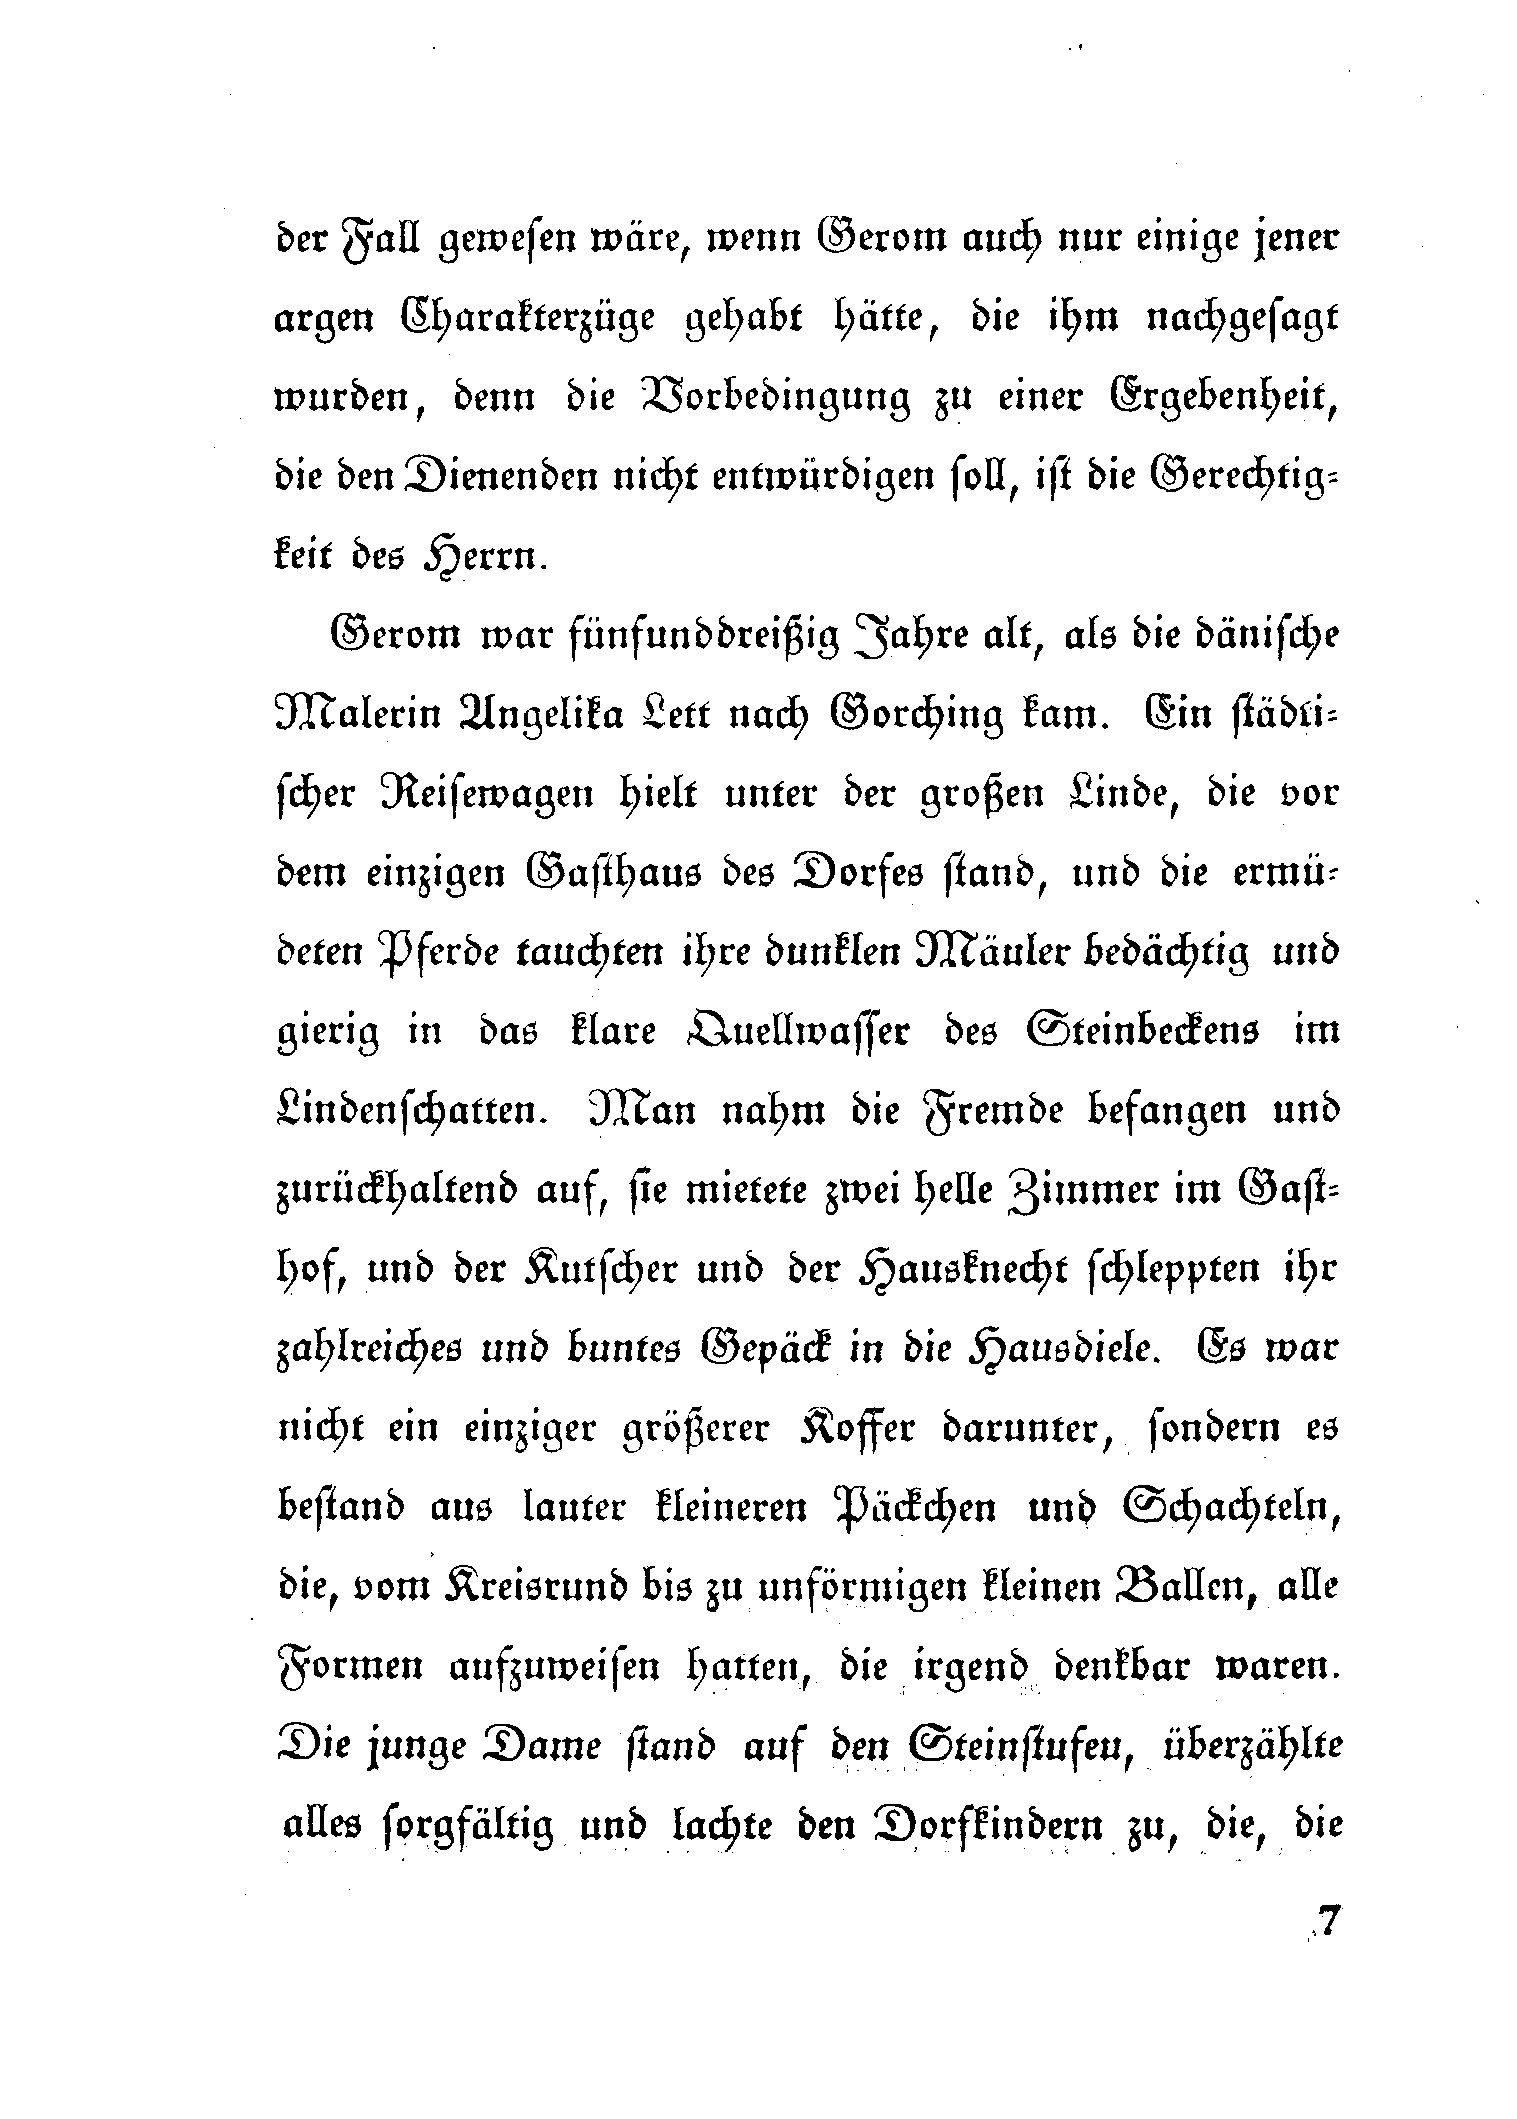 der Fall gewesen wäre, wenn Gerom auch nur einige jener
argen Charakterzüge gehabt hätte, die ihm nachgesagt
wurden, denn die Vorbedingung zu einer Ergebenheit,
die den Dienenden nicht entwürdigen soll, ist die Gerechtig-
keit des Herrn.
Gerom war fünfunddreißig Jahre alt, als die dänische
Malerin Angelika Lett nach Gorching kam. Ein städti-
scher Reisewagen hielt unter der großen Linde, die vor
dem einzigen Gasthaus des Dorfes stand, und die ermü-
deten Pferde tauchten ihre dunklen Mäuler bedächtig und
gierig in das klare Quellwasser des Steinbeckens im
Lindenschatten. Man nahm die Fremde befangen und
zurückhaltend auf, sie mietete zwei helle Zimmer im Gast-
hof, und der Kutscher und der Hausknecht schleppten ihr
zahlreiches und buntes Gepäck in die Hausdiele. Es war
nicht ein einziger größerer Koffer darunter, sondern es
bestand aus lauter kleineren Päckchen und Schachteln,
die, vom Kreisrund bis zu unförmigen kleinen Ballen, alle
Formen aufzuweisen hatten, die irgend denkbar waren.
Die junge Dame stand auf den Steinstufen, überzählte
alles sorgfältig und lachte den Dorfkindern zu, die, die
7